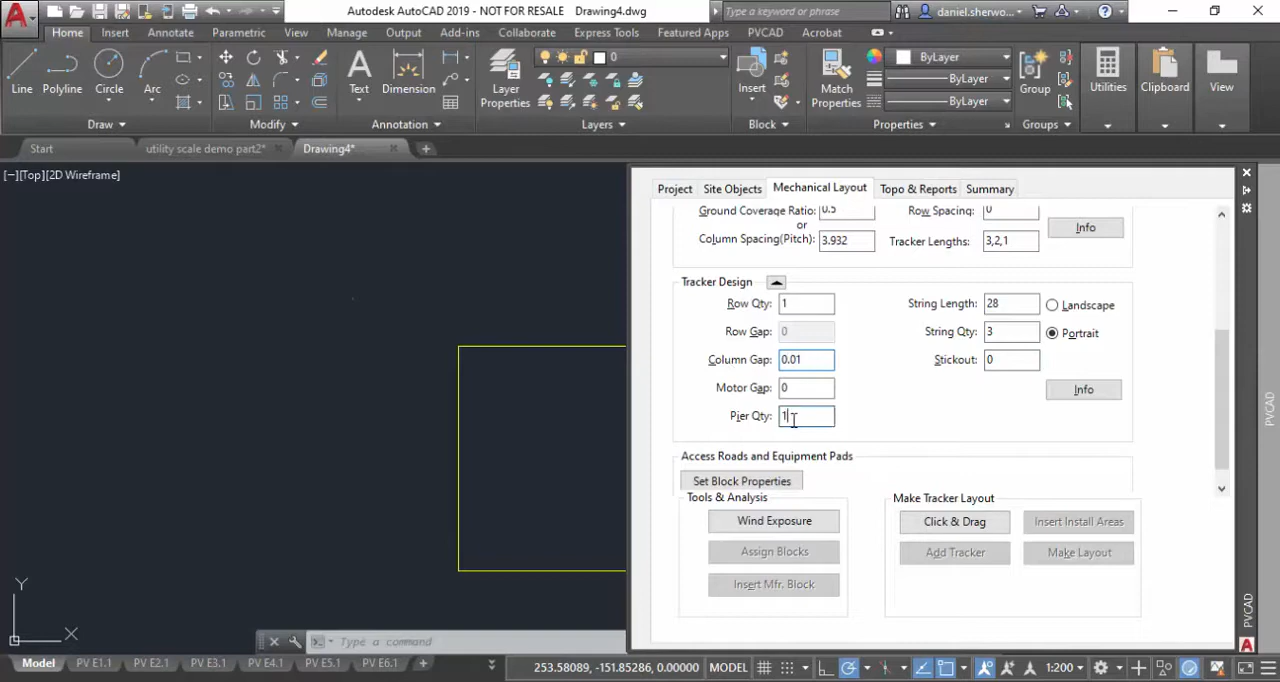 Autodesk AutoCAD 2019 - NOT FOR RESALE Drawing4.dwg
Type a keyword or phrase
daniel.sherwo...
Home Insert Annotate Parametric View Manage Output Add-ins Collaborate Express Tools Featured Apps PVCAD Acrobat
Line Polyline Circle Arc Text Dimension Layer Properties 0 Insert Match Properties ByLayer ByLayer ByLayer Group Utilities Clipboard View
Draw Modify Annotation Layers Block Properties Groups
Start utility scale demo part2* Drawing4*
[−][Top][2D Wireframe]
Project Site Objects Mechanical Layout Topo & Reports Summary
Ground Coverage Ratio: 0.5 Row Spacing: 0
or
Info
Column Spacing(Pitch): 3.932 Tracker Lengths: 3,2,1
Tracker Design
Row Qty: 1 String Length: 28 Landscape
Row Gap: 0 String Qty: 3 Portrait
Column Gap: 0.01 Stickout: 0
Motor Gap: 0 Info
Pier Qty: 1
Access Roads and Equipment Pads
Set Block Properties
Tools & Analysis Make Tracker Layout
Wind Exposure Click & Drag Insert Install Areas
Assign Blocks Add Tracker Make Layout
Insert Mfr. Block
PVCAD
PVCAD
Y
X
Type a command
Model PV E1.1 PV E2.1 PV E3.1 PV E4.1 PV E5.1 PV E6.1 253.58089, -151.85286, 0.00000 MODEL 1:200